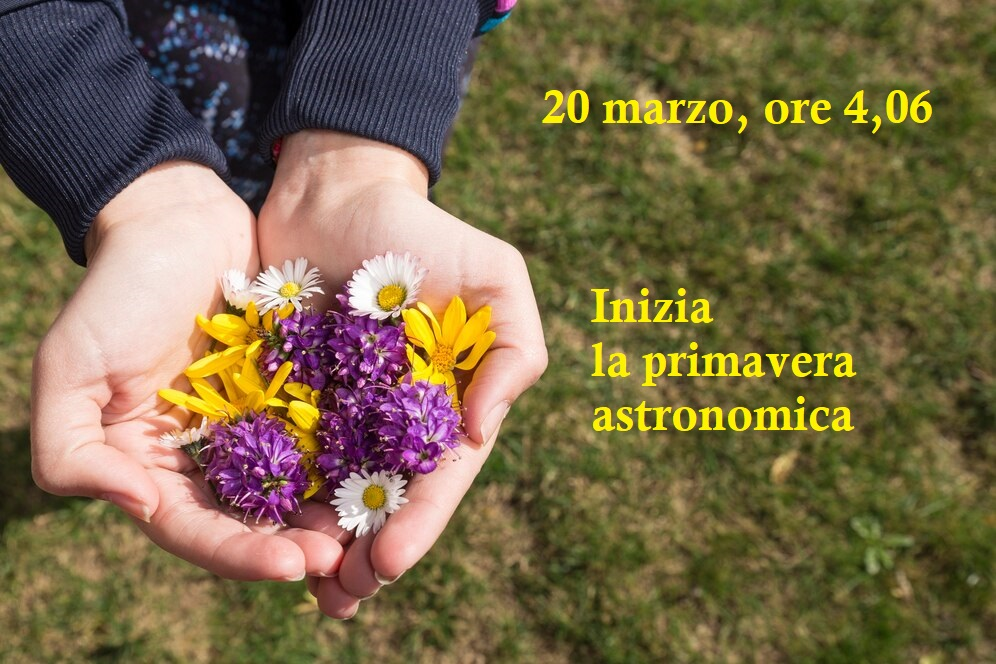 20 marzo, ore 4,06
Inizia
la primavera
astronomica